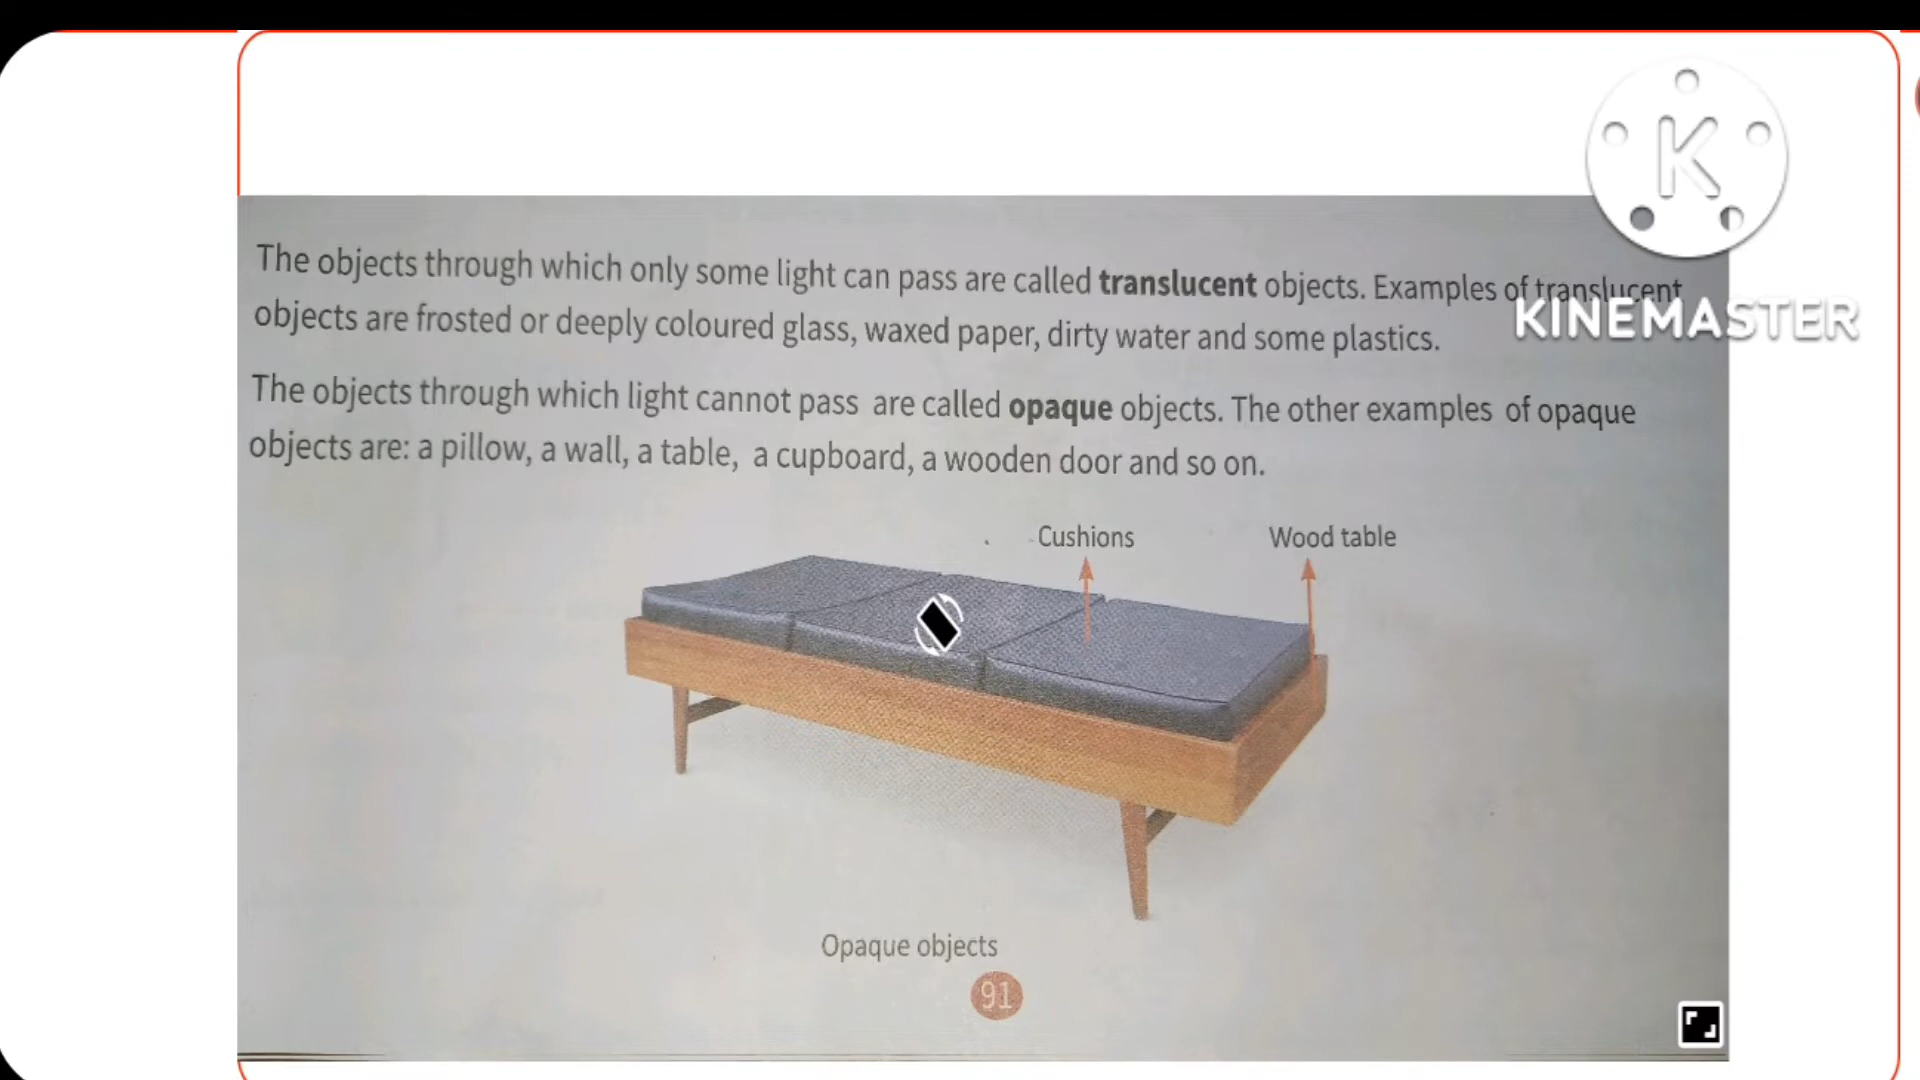 K
KINEMASTER
The objects through which only some light can pass are called translucent objects. Examples of translucent
objects are frosted or deeply coloured glass, waxed paper, dirty water and some plastics.
The objects through which light cannot pass are called opaque objects. The other examples of opaque
objects are: a pillow, a wall, a table, a cupboard, a wooden door and so on.
Cushions
Wood table
Opaque objects
91